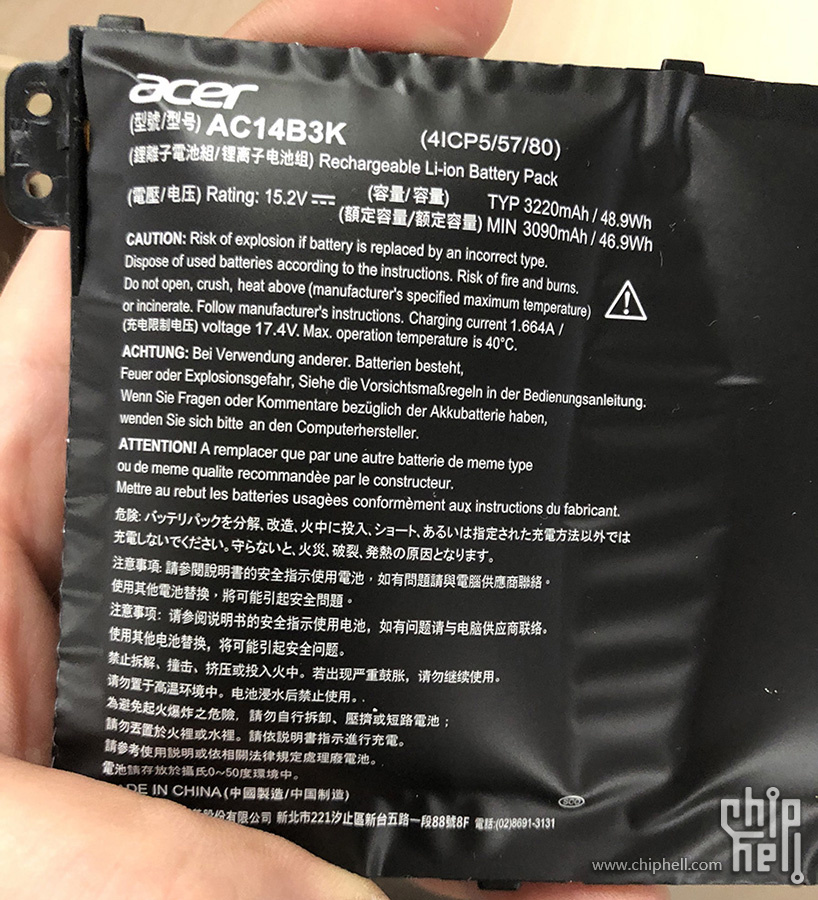 acer
(型號/型号) AC14B3K (4ICP5/57/80)
(鋰離子電池組/锂离子电池组) Rechargeable Li-ion Battery Pack
(電壓/电压) Rating: 15.2V (容量/容量) TYP 3220mAh / 48.9Wh
(額定容量/额定容量) MIN 3090mAh / 46.9Wh
CAUTION: Risk of explosion if battery is replaced by an incorrect type.
Dispose of used batteries according to the instructions. Risk of fire and burns.
Do not open, crush, heat above (manufacturer's specified maximum temperature)
or incinerate. Follow manufacturer's instructions. Charging current 1.664A /
(充电限制电压) voltage 17.4V. Max. operation temperature is 40°C.
ACHTUNG: Bei Verwendung anderer. Batterien besteht,
Feuer oder Explosionsgefahr, Siehe die Vorsichtsmaßregeln in der Bedienungsanleitung.
Wenn Sie Fragen oder Kommentare bezüglich der Akkubatterie haben,
wenden Sie sich bitte an den Computerhersteller.
ATTENTION! A remplacer que par une autre batterie de meme type
ou de meme qualite recommandèe par le constructeur.
Mettre au rebut les batteries usagèes conformèment aux instructions du fabricant.
危険: バッテリパックを分解、改造、火中に投入、ショート、あるいは指定された充電方法以外では
充電しないでください。守らないと、火災、破裂、発熱の原因となります。
注意事項: 請參閱說明書的安全指示使用電池，如有問題請與電腦供應商聯絡。
使用其他電池替換，將可能引起安全問題。
注意事项: 请参阅说明书的安全指示使用电池，如有问题请与电脑供应商联络.
使用其他电池替换，将可能引起安全问题。
禁止拆解、撞击、挤压或投入火中。若出现严重鼓胀，请勿继续使用。
请勿置于高温环境中。电池浸水后禁止使用。.
為避免起火爆炸之危險，請勿自行拆卸、壓擠或短路電池；
請勿丟置於火裡或水裡。請依說明書指示進行充電。
請參考使用說明或依相關法律規定處理廢電池。
電池請存放於攝氏0~50度環境中。
DE IN CHINA (中國製造/中国制造)
份有限公司 新北市221汐止區新台五路一段88號8F 電話:(02)8691-3131
chip
hell
www.chiphell.com